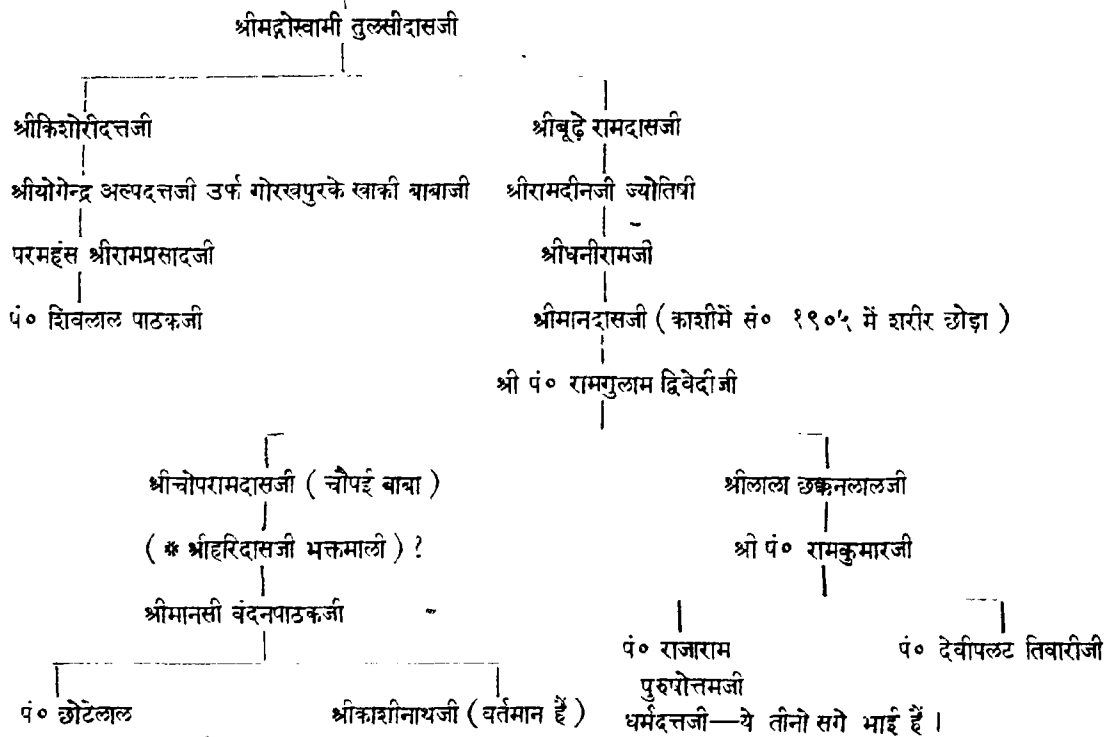 श्रीमद्गोस्वामी तुलसीदासजी
श्रीकिशोरीदत्तजी श्रीबूढ़े रामदासजी
श्रीयोगेन्द्र अल्पदत्तजी उर्फ गोरखपुरके खाकी बाबाजी श्रीरामदीनजी ज्योतिषी
परमहंस श्रीरामप्रसादजी श्रीधनीरामजी
पं० शिवलाल पाठकजी श्रीमानदासजी ( काशीमें सं० १९०५ में शरीर छोड़ा )
श्री पं० रामगुलाम द्विवेदीजी
श्रीचोपरामदासजी ( चौपई बाबा ) श्रीलाला छक्कनलालजी
( * श्रीहरिदासजी भक्तमाली ) ? श्री पं० रामकुमारजी
श्रीमानसी वंदनपाठकजी
पं० राजाराम पं० देवीपलट तिवारीजी
पुरुषोत्तमजी
पं० छोटेलाल श्रीकाशीनाथजी ( वर्तमान हैं ) धर्मदत्तजी—ये तीनो सगे भाई हैं ।